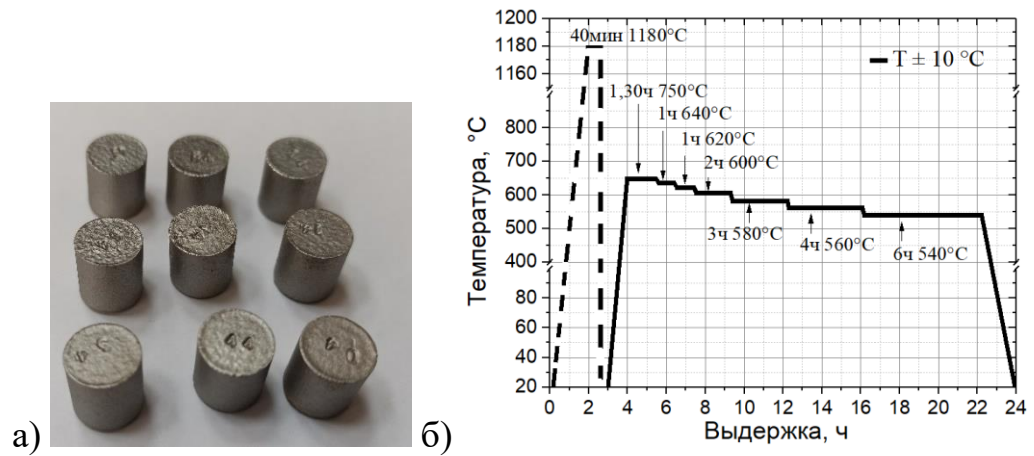 а)
б)
Температура, °C
1200
1180
1160
800
700
600
500
400
80
60
40
20
40мин 1180°C
T ± 10 °C
1,30ч 750°C
1ч 640°C
1ч 620°C
2ч 600°C
3ч 580°C
4ч 560°C
6ч 540°C
0 2 4 6 8 10 12 14 16 18 20 22 24
Выдержка, ч